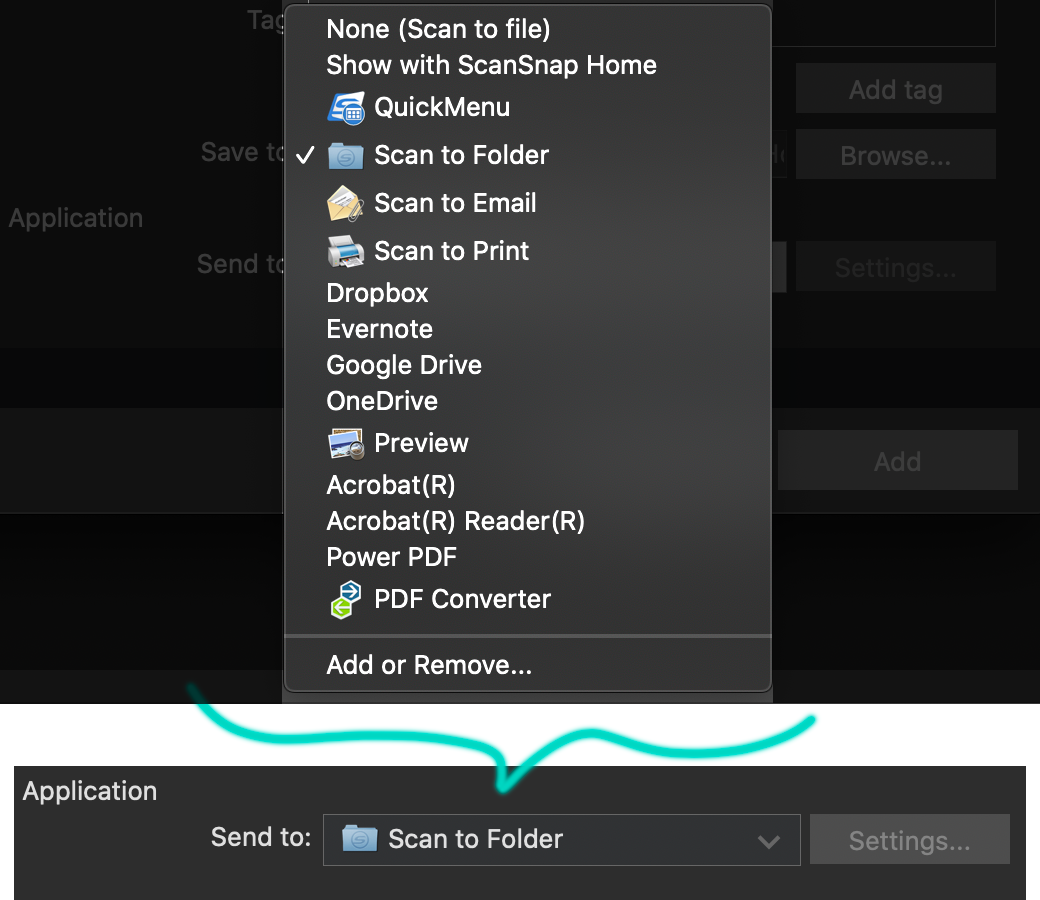 Tag
None (Scan to file)
Show with ScanSnap Home
Add tag
QuickMenu
Save to
Scan to Folder
Browse...
Scan to Email
Application
Scan to Print
Send to
Settings...
Dropbox
Evernote
Google Drive
OneDrive
Preview
Add
Acrobat(R)
Acrobat(R) Reader(R)
Power PDF
PDF Converter
Add or Remove...
Application
Send to:
Scan to Folder
Settings...